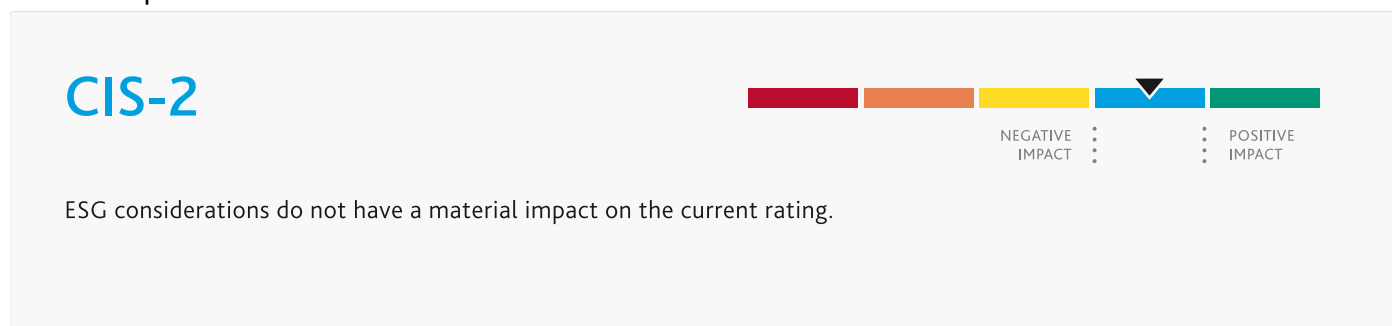 CIS-2
NEGATIVE
IMPACT
POSITIVE
IMPACT
ESG considerations do not have a material impact on the current rating.